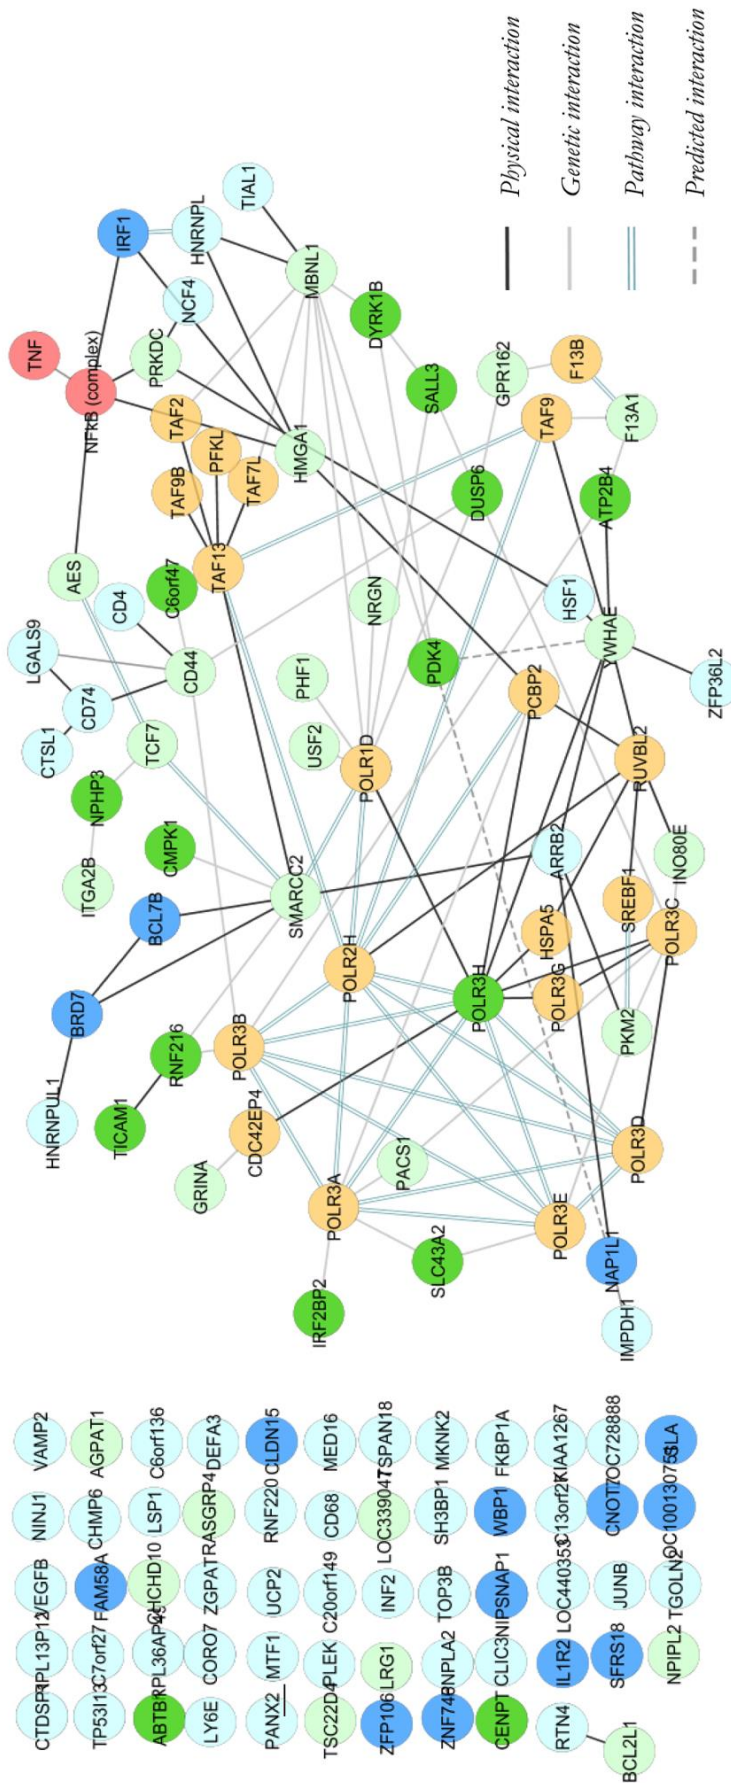 CTDSP1
RPL13P12
VEGFB
NINJ1
VAMP2
TP53I13
C7orf27
FAM58A
CHMP6
AGPAT1
ABTB1
CHCHD10
LSP1
C6orf136
LY6E
CORO7
ZGPAT
RASGRP4
DEFA3
PANX2
MTF1
UCP2
RNF220
CLDN15
TSC22D4
PLEK
C20orf149
CD68
MED16
ZFP106
LRG1
INF2
LOC339047
TSPAN18
PNPLA2
TOP3B
SH3BP1
MKNK2
CENPT
CLIC3
NIPSNAP1
WBP1
FKBP1A
RTN4
IL1R2
LOC440353
C13orf27
KIAA1267
BCL2L1
SFRS18
JUNB
CNOT7
LOC728888
NPIPL2
TGOLN2
SLA
HNRNPUL1
BRD7
ITGA2B
NPHP3
CTSL1
LGALS9
CD74
CD4
AES
TNF
NFkB (complex)
IRF1
TICAM1
RNF216
BCL7B
CMPK1
TCF7
CD44
C6orf47
TAF9B
TAF2
PRKDC
NCF4
HNRNPL
TIAL1
GRINA
CDC42EP4
POLR3B
SMARCC2
TAF13
PFKL
TAF7L
HMGA1
MBNL1
IRF2BP2
POLR3A
POLR2H
USF2
PHF1
POLR1D
NRGN
DYRK1B
SLC43A2
PACS1
POLR3H
PDK4
DUSP6
SALL3
GPR162
POLR3E
POLR3G
HSPA5
ARRB2
PCBP2
HSF1
TAF9
F13B
IMPDH1
NAP1L1
POLR3D
PKM2
SREBF1
POLR3C
INO80E
RUVBL2
YWHAE
ATP2B4
F13A1
ZFP36L2
Physical interaction
Genetic interaction
Pathway interaction
Predicted interaction